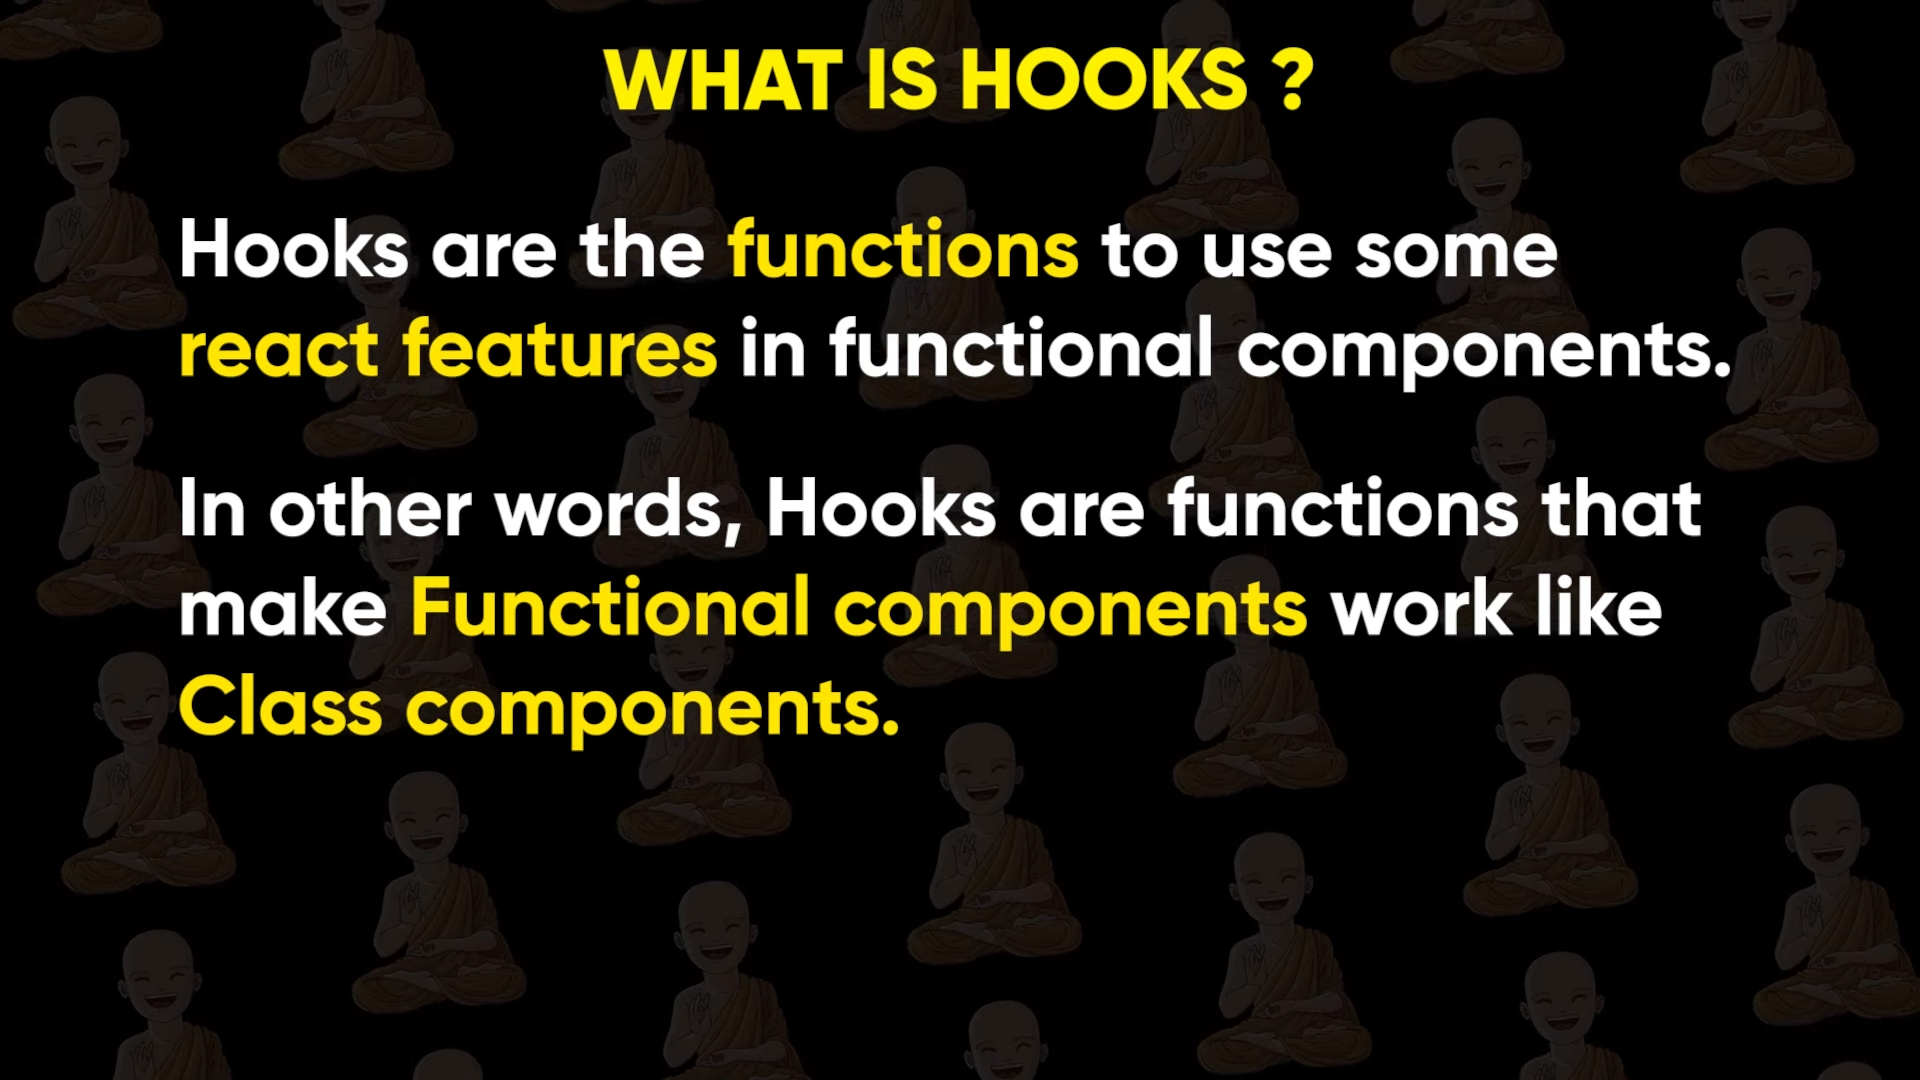 WHAT IS HOOKS ?
Hooks are the functions to use some
react features in functional components.
In other words, Hooks are functions that
make Functional components work like
Class components.